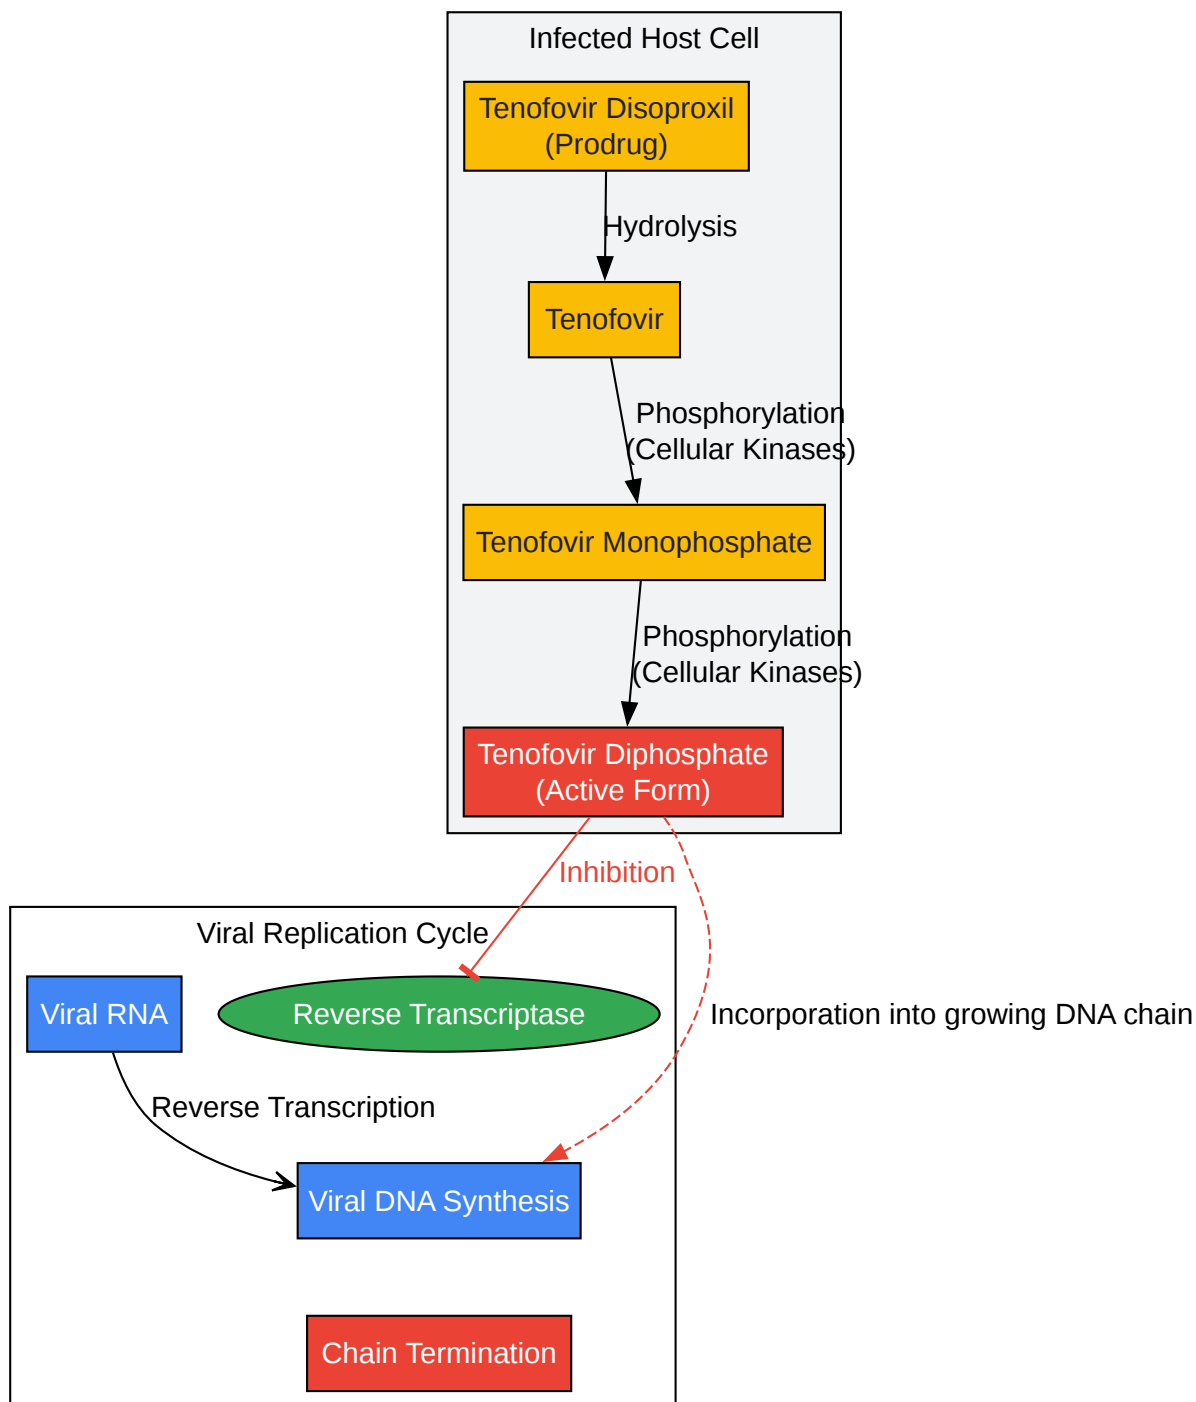 Infected Host Cell
Tenofovir Disoproxil
(Prodrug)
Hydrolysis
Tenofovir
Phosphorylation
(Cellular Kinases)
Tenofovir Monophosphate
Phosphorylation
(Cellular Kinases)
Tenofovir Diphosphate
(Active Form)
Inhibition
Viral Replication Cycle
Viral RNA
Reverse Transcriptase
Incorporation into growing DNA chain
Reverse Transcription
Viral DNA Synthesis
Chain Termination